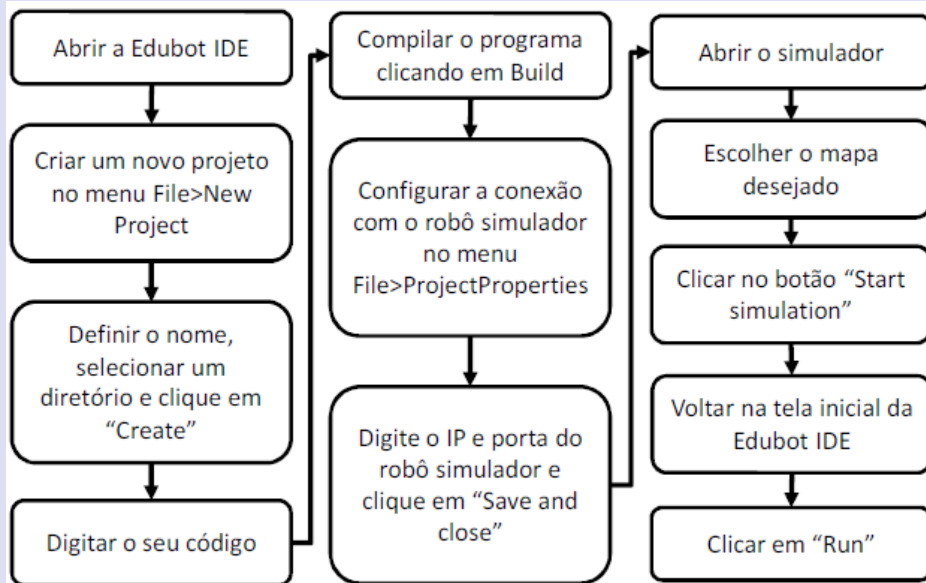 Abrir a Edubot IDE
Criar um novo projeto
no menu File>New
Project
Definir o nome,
selecionar um
diretório e clique em
“Create”
Digitar o seu código
Compilar o programa
clicando em Build
Configurar a conexão
com o robô simulador
no menu
File>ProjectProperties
Digite o IP e porta do
robô simulador e
clique em “Save and
close”
Abrir o simulador
Escolher o mapa
desejado
Clicar no botão “Start
simulation”
Voltar na tela inicial da
Edubot IDE
Clicar em “Run”